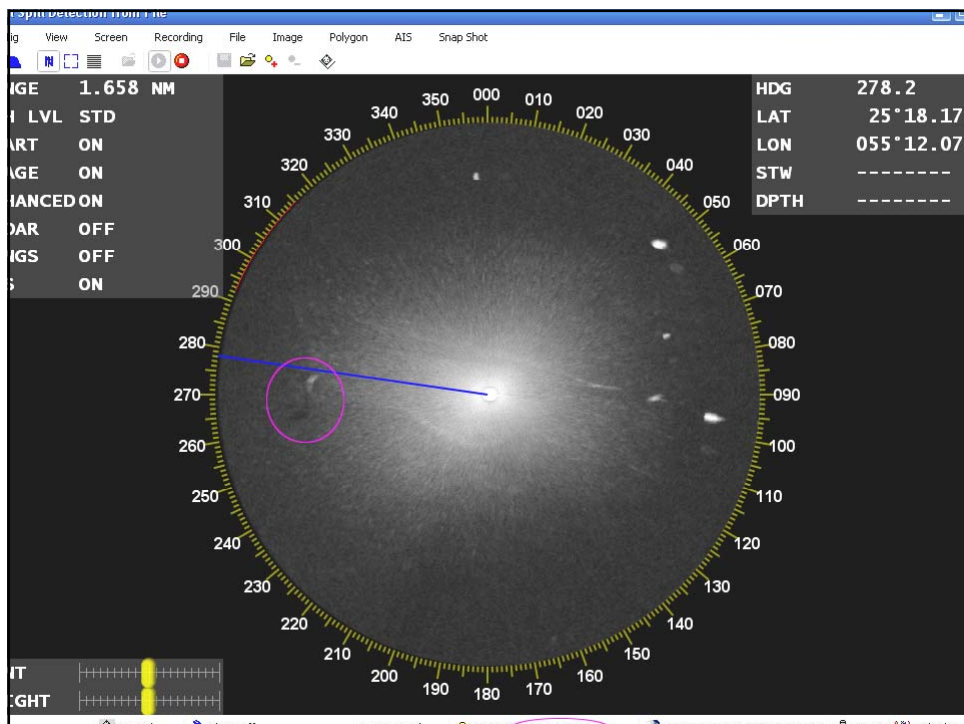 Spill Detection from File
View Screen Recording File Image Polygon AIS Snap Shot
1.658 NM
LVL STD
ON
ON
ON
OFF
OFF
ON
HDG 278.2
LAT 25°18.17
LON 055°12.07
STW --------
DPTH --------
000
010
020
030
040
050
060
070
080
090
100
110
120
130
140
150
160
170
180
190
200
210
220
230
240
250
260
270
280
290
300
310
320
330
340
350